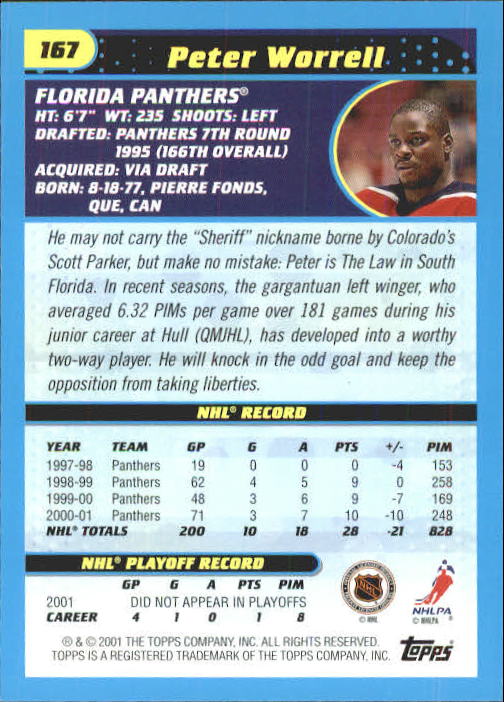 167
Peter Worrell
FLORIDA PANTHERS®
HT: 6'7" WT: 235 SHOOTS: LEFT
DRAFTED: PANTHERS 7TH ROUND
1995 (166TH OVERALL)
ACQUIRED: VIA DRAFT
BORN: 8-18-77, PIERRE FONDS,
QUE, CAN
He may not carry the “Sheriff” nickname borne by Colorado's
Scott Parker, but make no mistake: Peter is The Law in South
Florida. In recent seasons, the gargantuan left winger, who
averaged 6.32 PIMs per game over 181 games during his
junior career at Hull (QMJHL), has developed into a worthy
two-way player. He will knock in the odd goal and keep the
opposition from taking liberties.
NHL® RECORD
YEAR TEAM GP G A PTS +/- PIM
1997-98 Panthers 19 0 0 0 -4 153
1998-99 Panthers 62 4 5 9 0 258
1999-00 Panthers 48 3 6 9 -7 169
2000-01 Panthers 71 3 7 10 -10 248
NHL® TOTALS 200 10 18 28 -21 828
NHL® PLAYOFF RECORD
GP G A PTS PIM
2001 DID NOT APPEAR IN PLAYOFFS
CAREER 4 1 0 1 8
NHL
© NHL
NHLPA
© NHLPA
® & © 2001 THE TOPPS COMPANY, INC. ALL RIGHTS RESERVED.
TOPPS IS A REGISTERED TRADEMARK OF THE TOPPS COMPANY, INC.
TOPPS